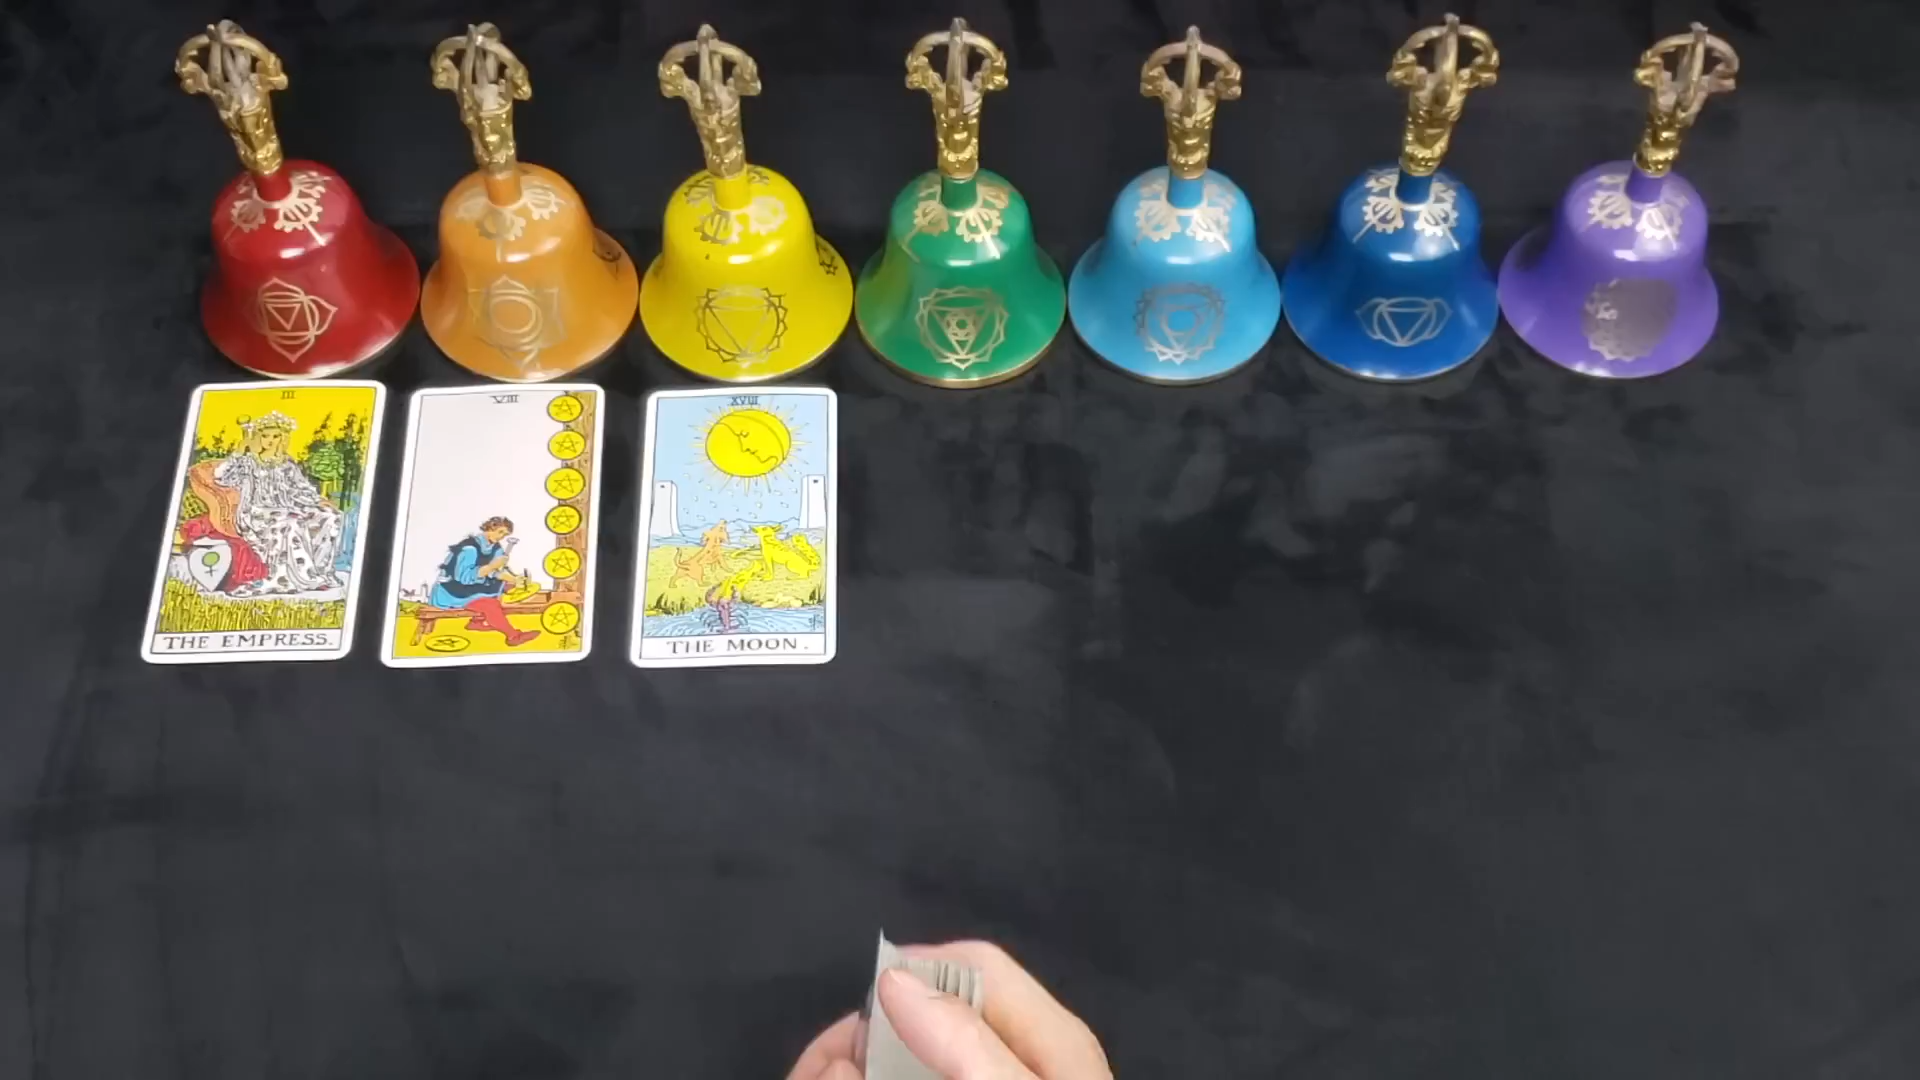 III
THE EMPRESS.
VIII
XVIII
THE MOON.